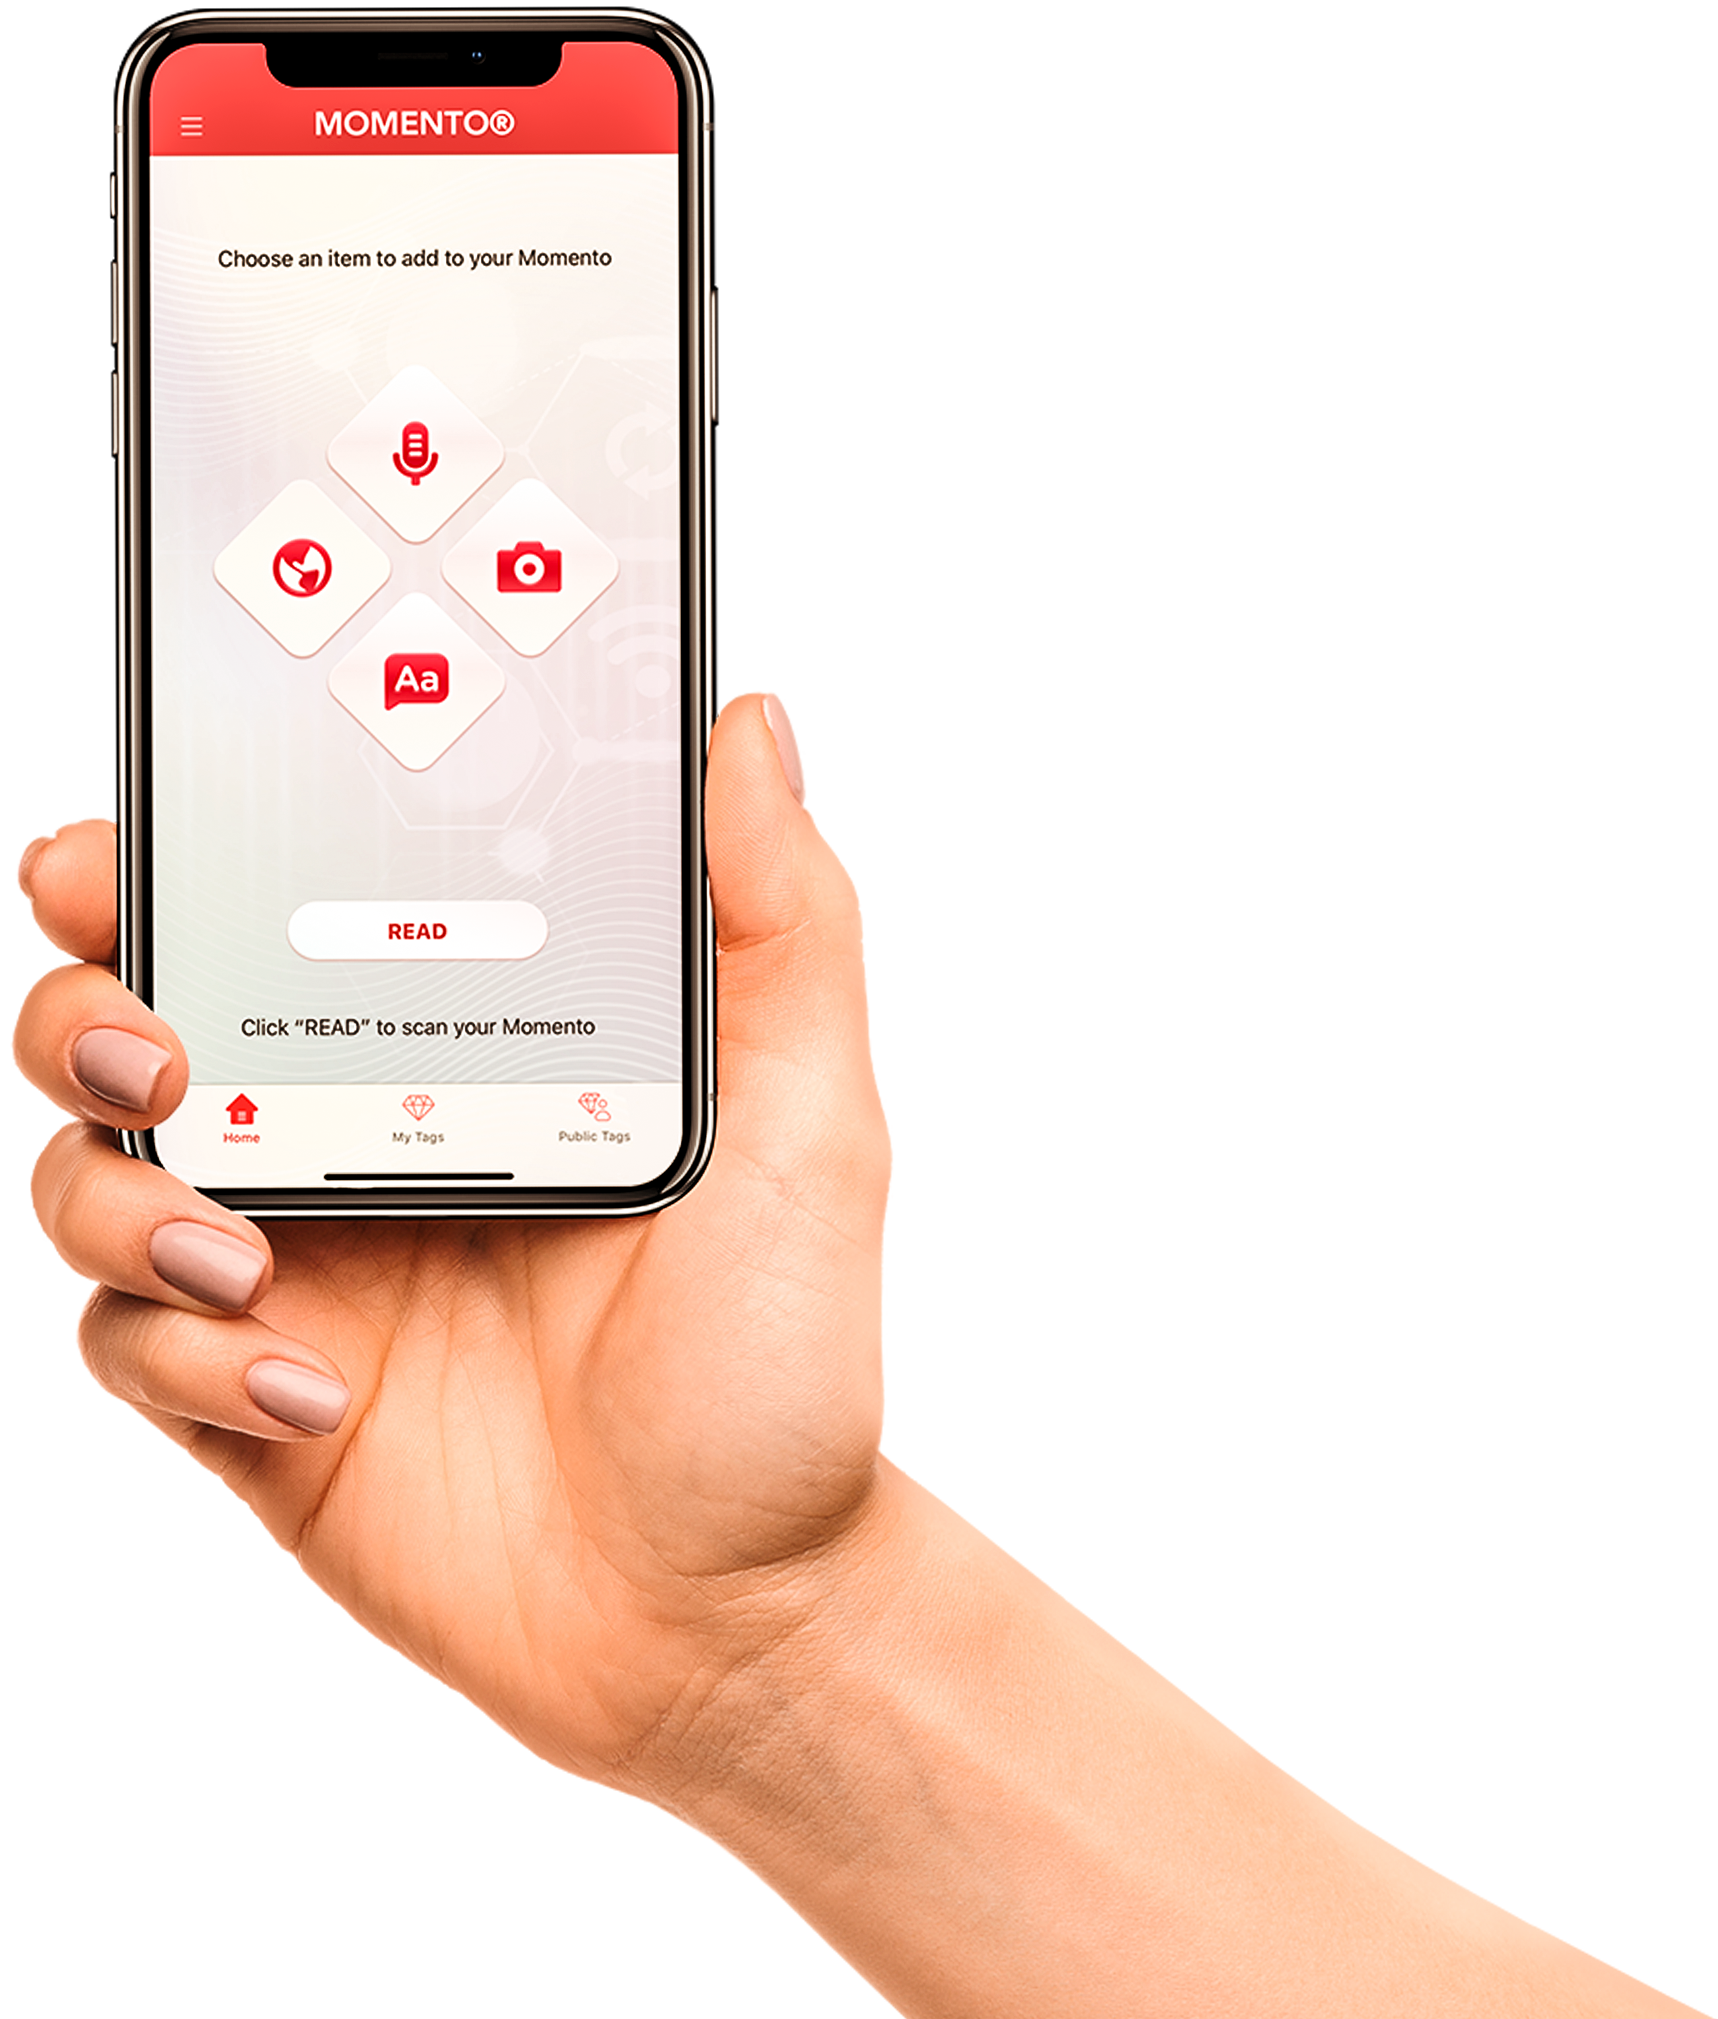 MOMENTO®
Choose an item to add to your Momento
Aa
READ
Click “READ” to scan your Momento
Home
My Tags
Public Tags